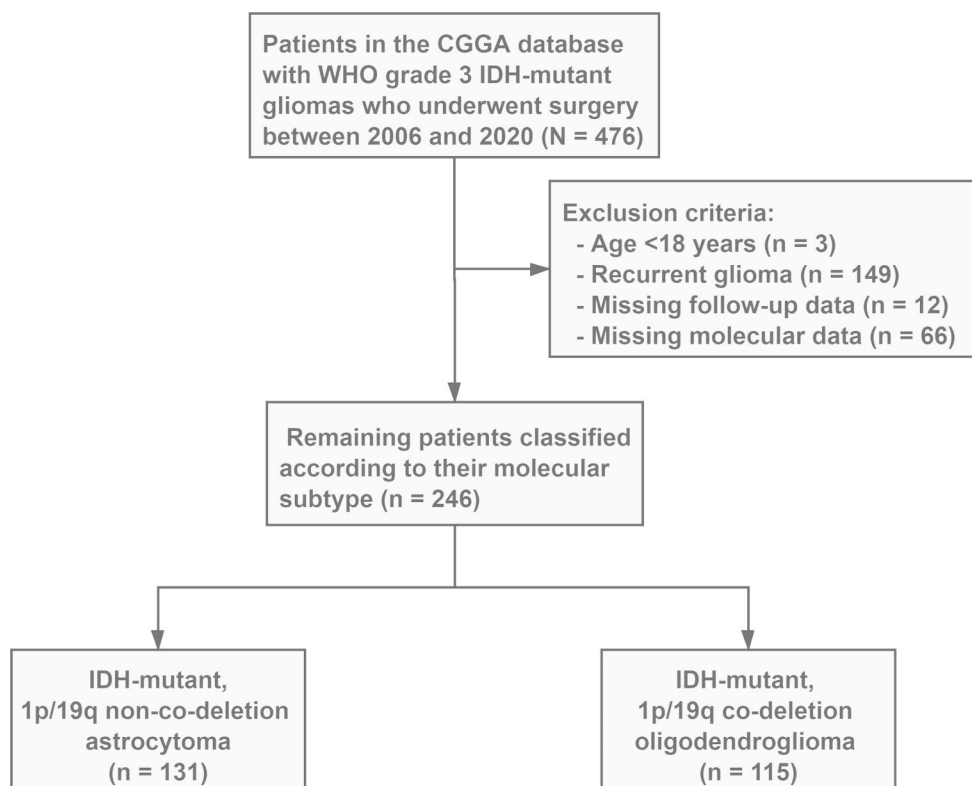 Patients in the CGGA database
with WHO grade 3 IDH-mutant
gliomas who underwent surgery
between 2006 and 2020 (N = 476)
Exclusion criteria:
- Age <18 years (n = 3)
- Recurrent glioma (n = 149)
- Missing follow-up data (n = 12)
- Missing molecular data (n = 66)
Remaining patients classified
according to their molecular
subtype (n = 246)
IDH-mutant,
1p/19q non-co-deletion
astrocytoma
(n = 131)
IDH-mutant,
1p/19q co-deletion
oligodendroglioma
(n = 115)